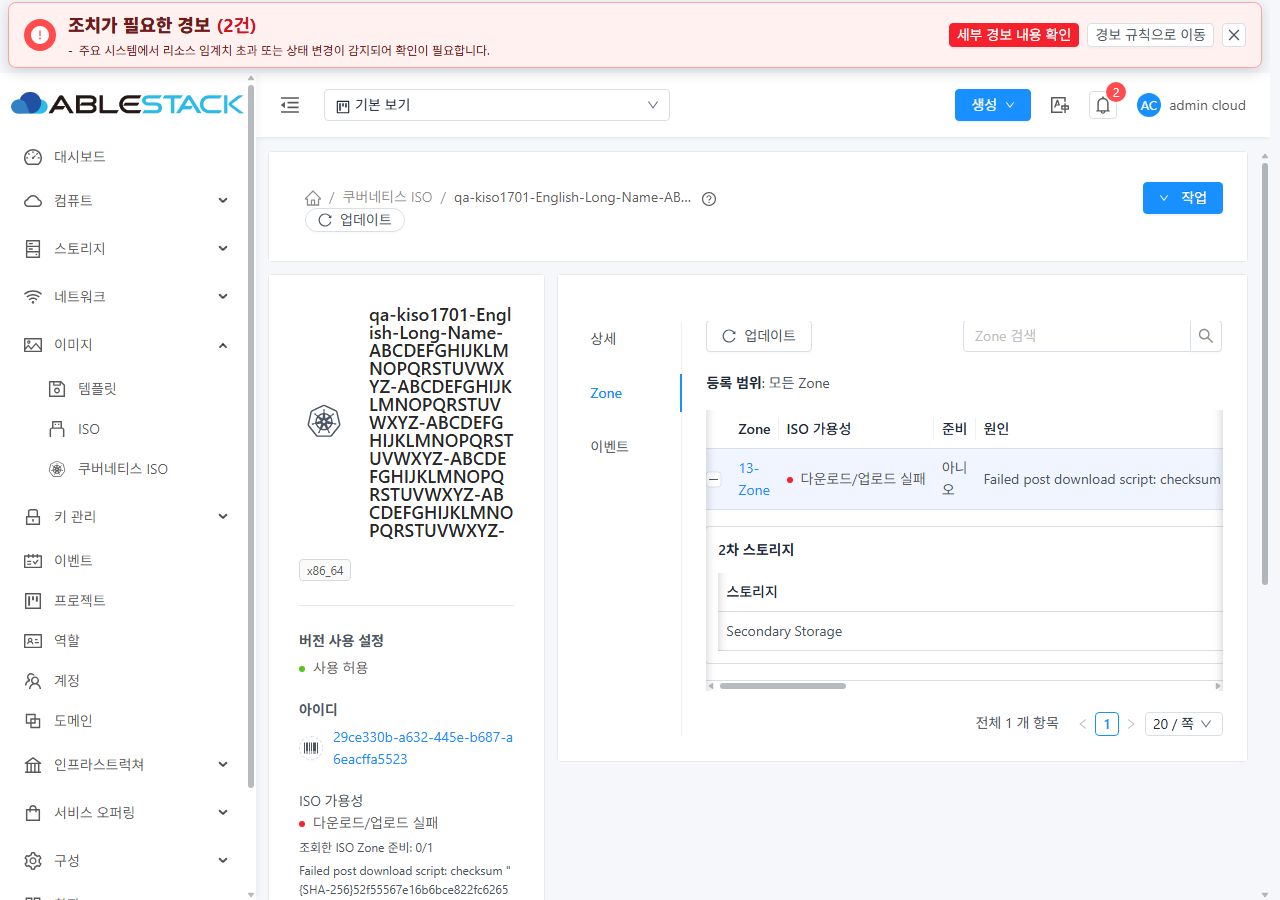 조치가 필요한 경보 (2건)
- 주요 시스템에서 리소스 임계치 초과 또는 상태 변경이 감지되어 확인이 필요합니다.
세부 경보 내용 확인
경보 규칙으로 이동
ABLESTACK
기본 보기
생성
2
AC
admin cloud
대시보드
컴퓨트
스토리지
네트워크
이미지
템플릿
ISO
쿠버네티스 ISO
키 관리
이벤트
프로젝트
역할
계정
도메인
인프라스트럭쳐
서비스 오퍼링
구성
/ 쿠버네티스 ISO / qa-kiso1701-English-Long-Name-AB...
업데이트
작업
qa-kiso1701-Engl
ish-Long-Name-
ABCDEFGHIJKLM
NOPQRSTUVWX
YZ-ABCDEFGHIJK
LMNOPQRSTUV
WXYZ-ABCDEFG
HIJKLMNOPQRST
UVWXYZ-ABCDE
FGHIJKLMNOPQ
RSTUVWXYZ-AB
CDEFGHIJKLMNO
PQRSTUVWXYZ-
x86_64
버전 사용 설정
사용 허용
아이디
29ce330b-a632-445e-b687-a
6eacffa5523
ISO 가용성
다운로드/업로드 실패
조회한 ISO Zone 준비: 0/1
Failed post download script: checksum "
{SHA-256}52f55567e16b6bce822fc6265
상세
Zone
이벤트
업데이트
Zone 검색
등록 범위: 모든 Zone
Zone
ISO 가용성
준비
원인
13-
Zone
다운로드/업로드 실패
아니
오
Failed post download script: checksum
2차 스토리지
스토리지
Secondary Storage
전체 1 개 항목
1
20 / 쪽